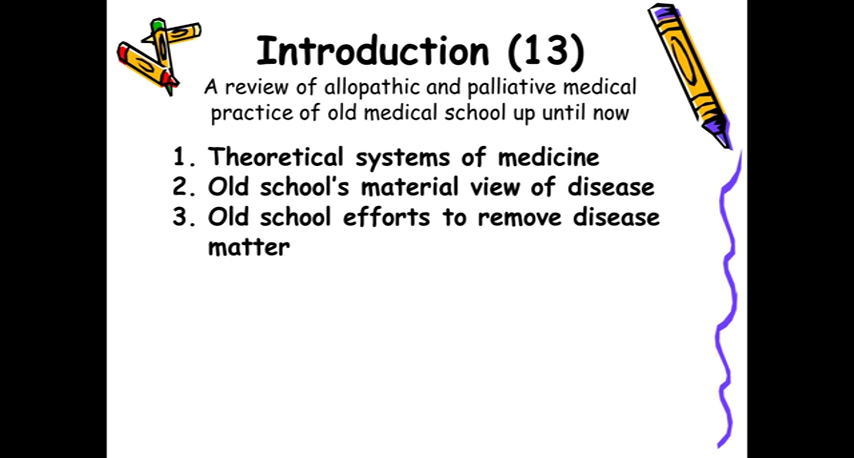 Introduction (13)
A review of allopathic and palliative medical
practice of old medical school up until now
1. Theoretical systems of medicine
2. Old school's material view of disease
3. Old school efforts to remove disease
matter